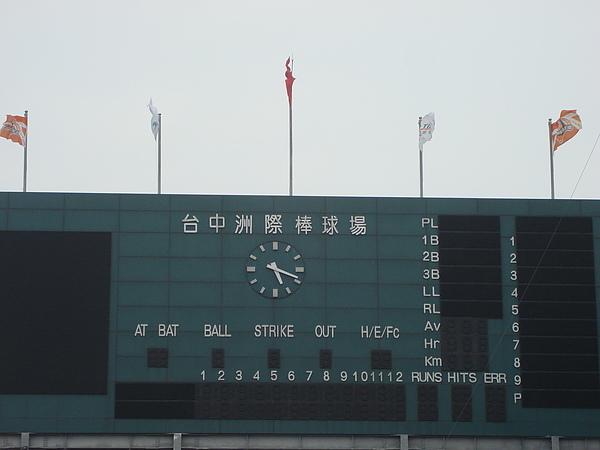 台中洲際棒球場
PL
1B
2B
3B
LL
RL
Av
Hr
Km
1
2
3
4
5
6
7
8
9
P
AT BAT BALL STRIKE OUT H/E/Fc
1 2 3 4 5 6 7 8 9 10 11 12 RUNS HITS ERR